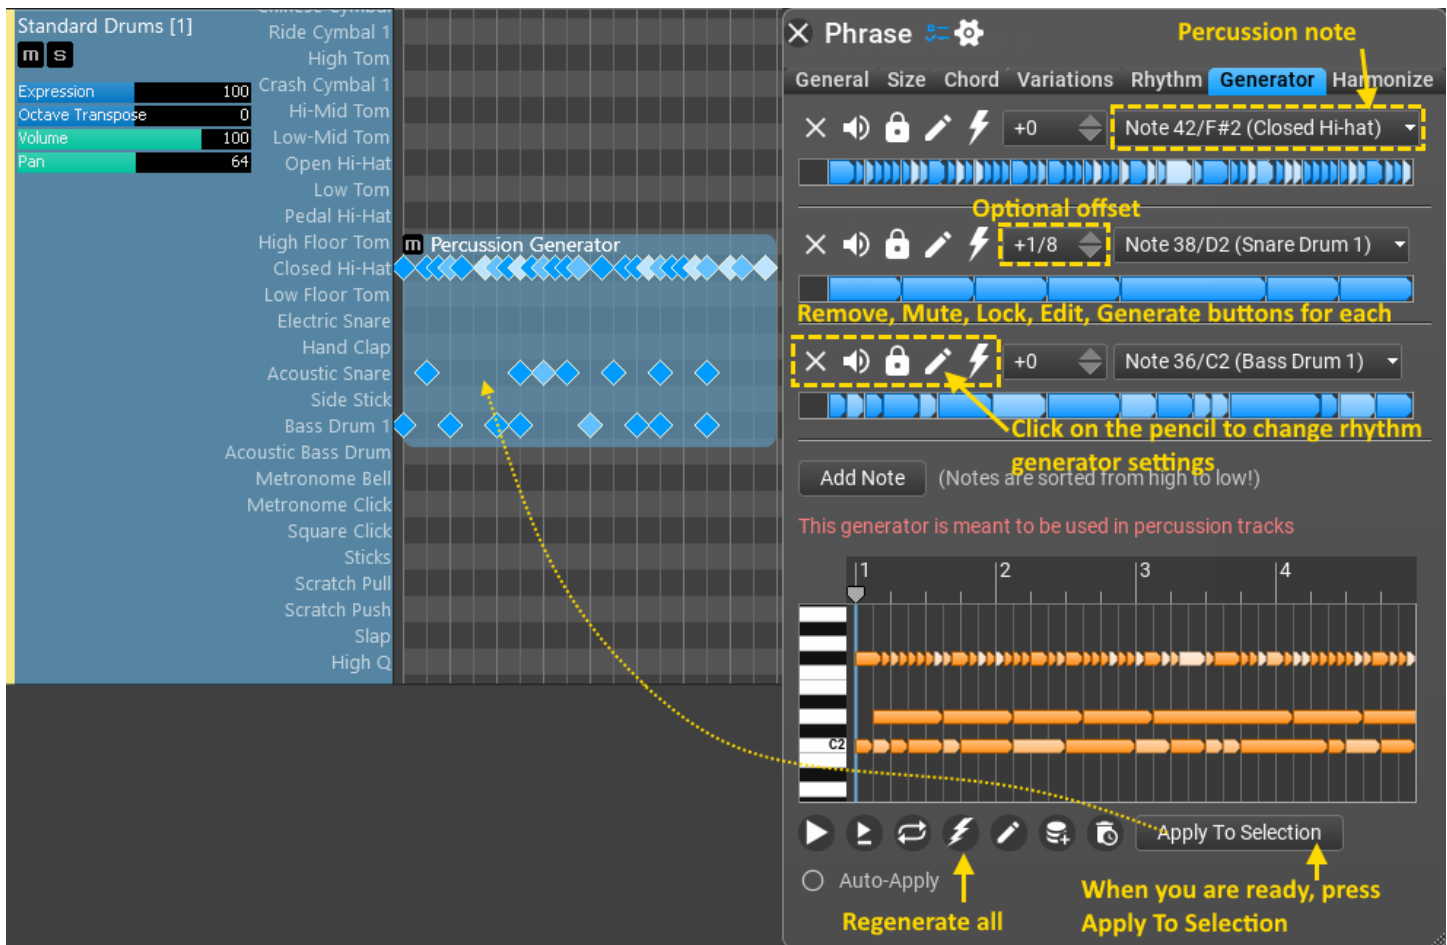 Chinese Cymbal
Standard Drums [1]
m s
Expression 100
Octave Transpose 0
Volume 100
Pan 64
Ride Cymbal 1
High Tom
Crash Cymbal 1
Hi-Mid Tom
Low-Mid Tom
Open Hi-Hat
Low Tom
Pedal Hi-Hat
High Floor Tom
Closed Hi-Hat
Low Floor Tom
Electric Snare
Hand Clap
Acoustic Snare
Side Stick
Bass Drum 1
Acoustic Bass Drum
Metronome Bell
Metronome Click
Square Click
Sticks
Scratch Pull
Scratch Push
Slap
High Q
m Percussion Generator
Phrase
Percussion note
General Size Chord Variations Rhythm Generator Harmonize
+0 Note 42/F#2 (Closed Hi-hat)
Optional offset
+1/8 Note 38/D2 (Snare Drum 1)
Remove, Mute, Lock, Edit, Generate buttons for each
+0 Note 36/C2 (Bass Drum 1)
Click on the pencil to change rhythm
generator settings
Add Note (Notes are sorted from high to low!)
This generator is meant to be used in percussion tracks
1 2 3 4
C2
Apply To Selection
Auto-Apply
Regenerate all
When you are ready, press
Apply To Selection